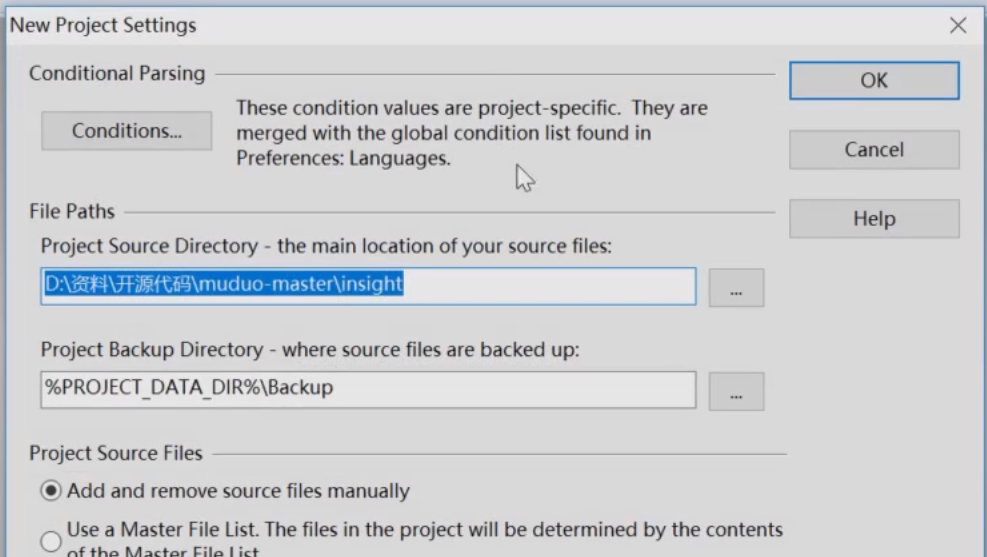 New Project Settings
Conditional Parsing
OK
Conditions...
These condition values are project-specific. They are
merged with the global condition list found in
Preferences: Languages.
Cancel
File Paths
Help
Project Source Directory - the main location of your source files:
D:\资料\开源代码\muduo-master\insight
...
Project Backup Directory - where source files are backed up:
%PROJECT_DATA_DIR%\Backup
...
Project Source Files
Add and remove source files manually
Use a Master File List. The files in the project will be determined by the contents
of the Master File List.